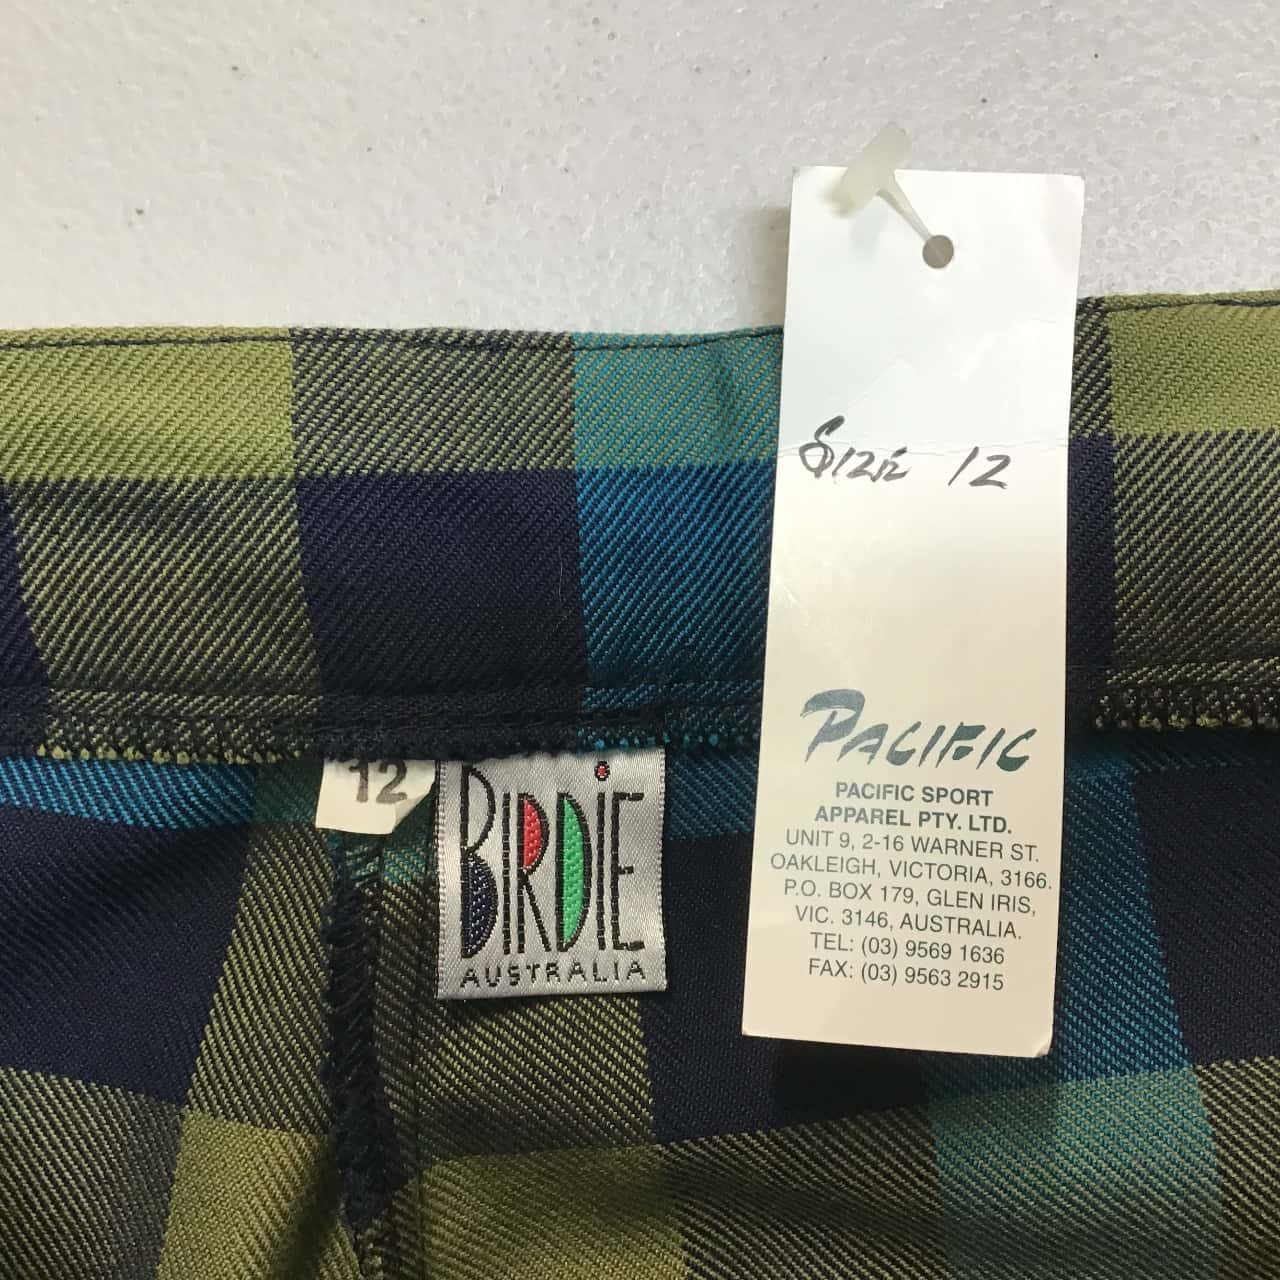 SIZE 12
PACIFIC
PACIFIC SPORT
APPAREL PTY. LTD.
UNIT 9, 2-16 WARNER ST.
OAKLEIGH, VICTORIA, 3166.
P.O. BOX 179, GLEN IRIS,
VIC. 3146, AUSTRALIA.
TEL: (03) 9569 1636
FAX: (03) 9563 2915
12
BIRDiE
AUSTRALIA